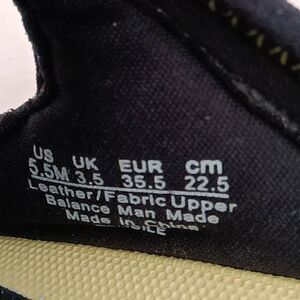 US UK EUR cm
5.5M 3.5 35.5 22.5
Leather/Fabric Upper
Balance Man Made
Made in China